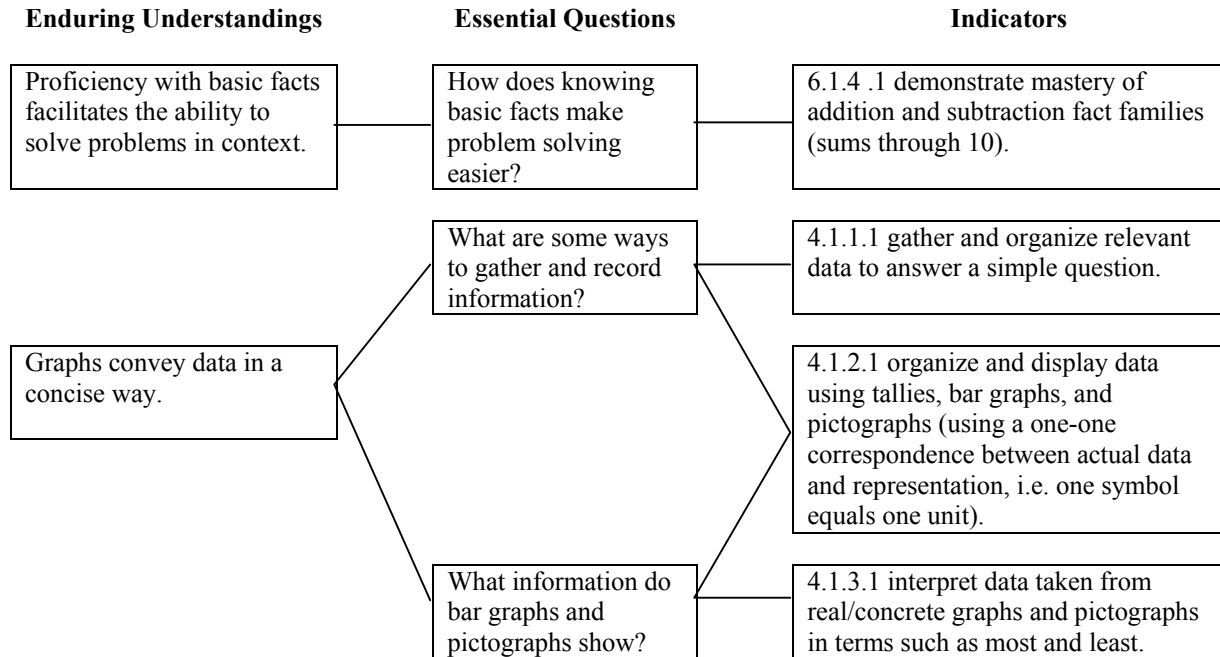 Enduring Understandings
Essential Questions
Indicators
Proficiency with basic facts
facilitates the ability to
solve problems in context.
How does knowing
basic facts make
problem solving
easier?
6.1.4 .1 demonstrate mastery of
addition and subtraction fact families
(sums through 10).
What are some ways
to gather and record
information?
4.1.1.1 gather and organize relevant
data to answer a simple question.
Graphs convey data in a
concise way.
4.1.2.1 organize and display data
using tallies, bar graphs, and
pictographs (using a one-one
correspondence between actual data
and representation, i.e. one symbol
equals one unit).
What information do
bar graphs and
pictographs show?
4.1.3.1 interpret data taken from
real/concrete graphs and pictographs
in terms such as most and least.